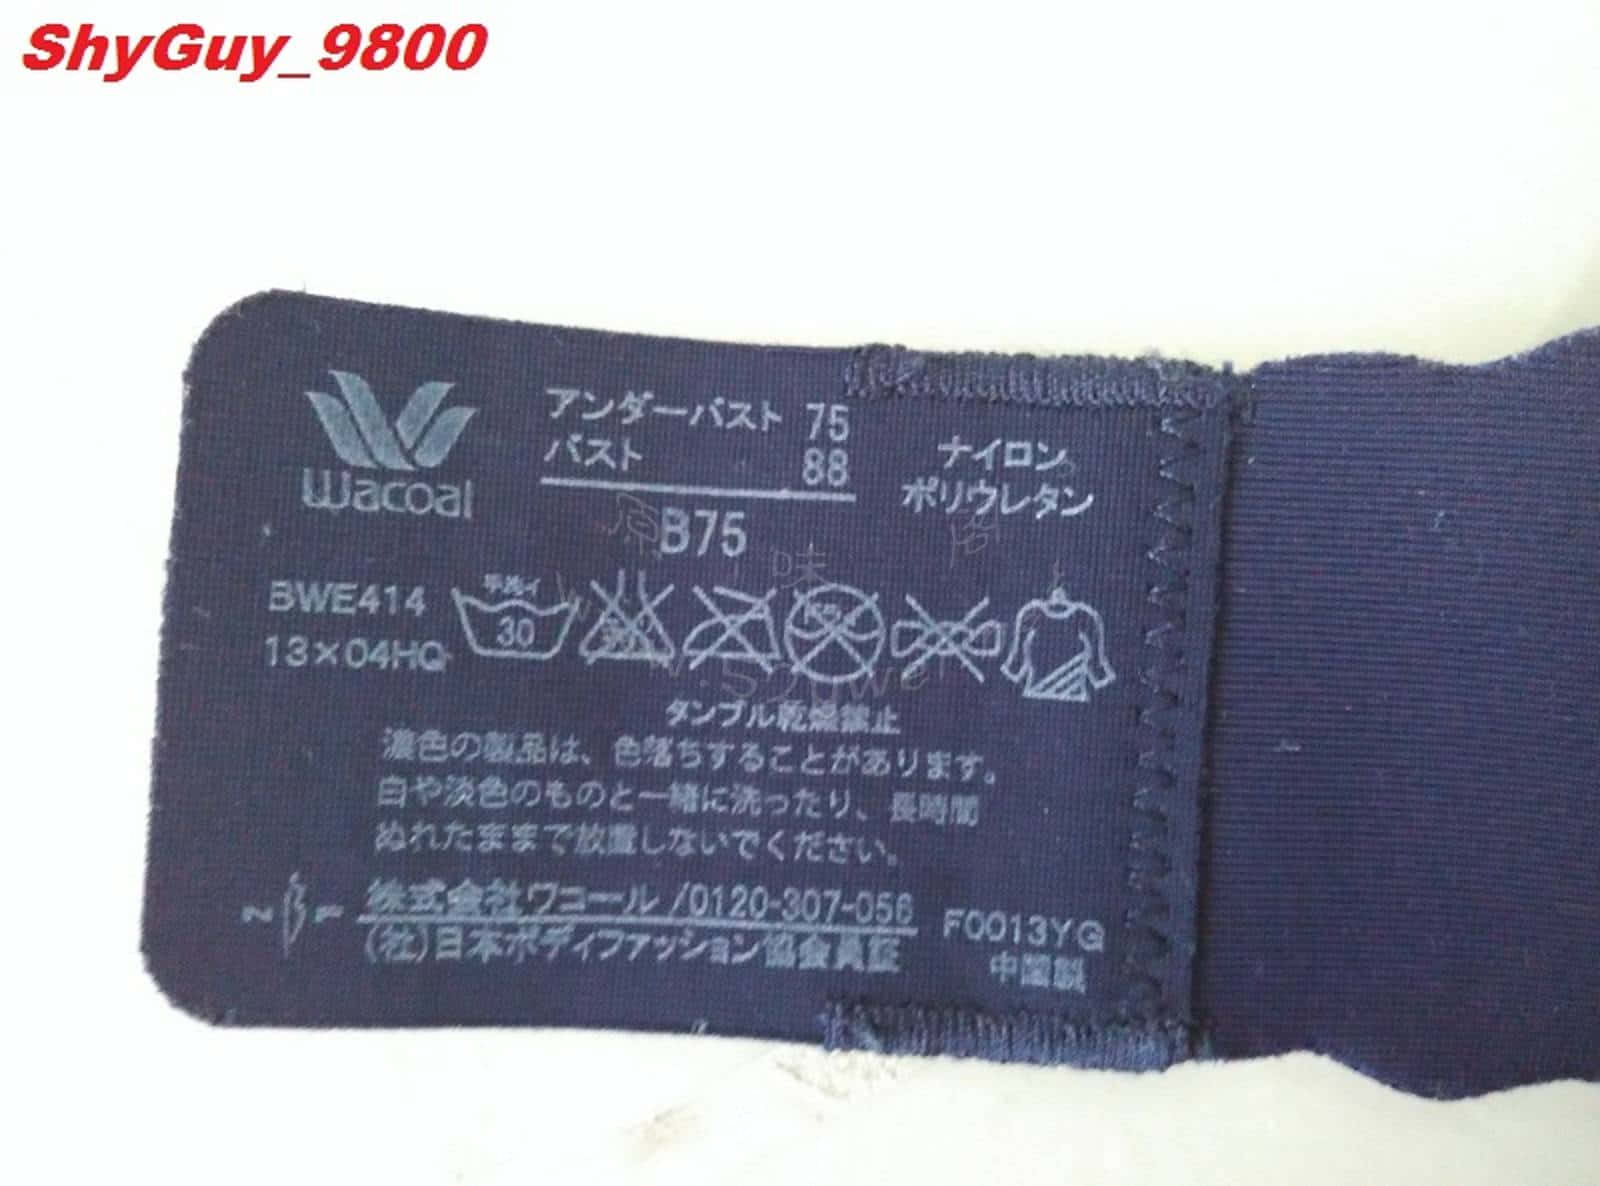 ShyGuy_9800
Wacoal
アンダーバスト 75
バスト 88
B75
ナイロン
ポリウレタン
BWE414
13×04HQ
手洗イ
30
タンブル乾燥禁止
濃色の製品は、色落ちすることがあります。
白や淡色のものと一緒に洗ったり、長時間
ぬれたままで放置しないでください。
株式会社ワコール/0120-307-056
(社)日本ボディファッション協会員証
F0013YG
中国製